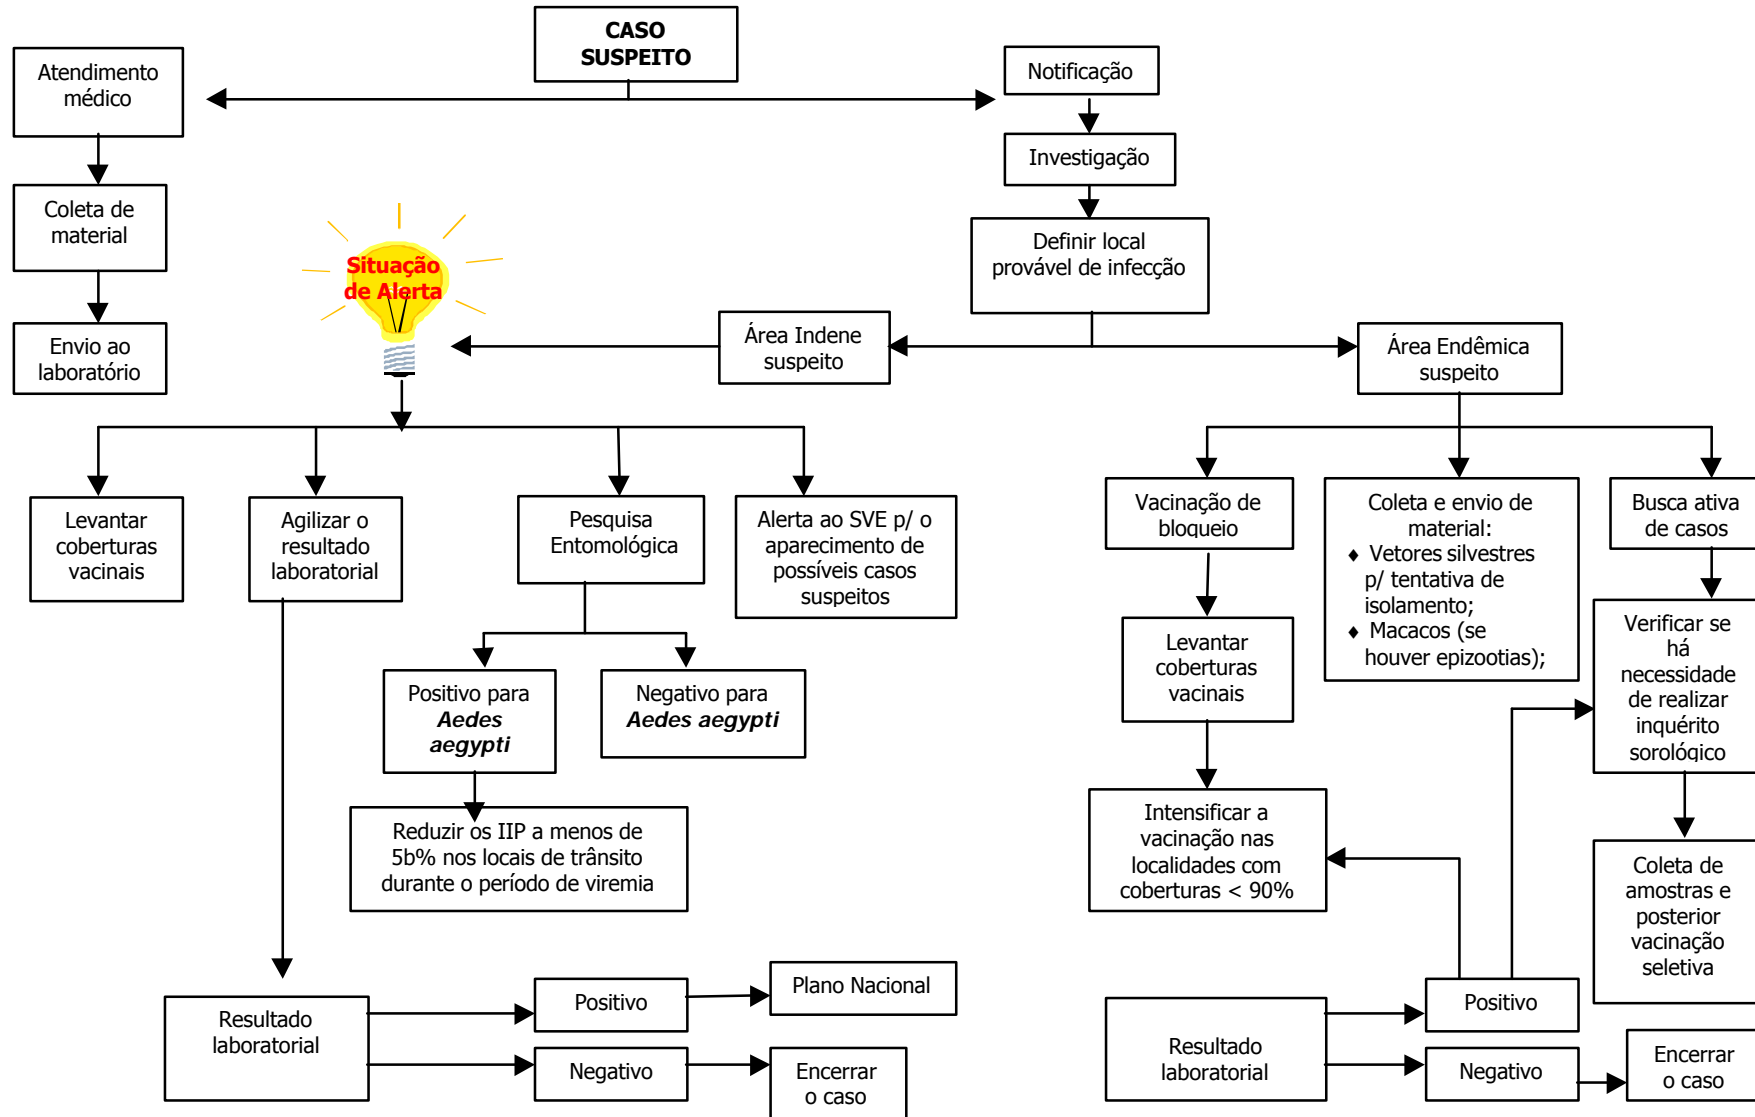 CASO
SUSPEITO
Atendimento
médico
Notificação
Investigação
Coleta de
material
Definir local
provável de infecção
Situação
de Alerta
Envio ao
laboratório
Área Indene
suspeito
Área Endêmica
suspeito
Levantar
coberturas
vacinais
Agilizar o
resultado
laboratorial
Pesquisa
Entomológica
Alerta ao SVE p/ o
aparecimento de
possíveis casos
suspeitos
Vacinação de
bloqueio
Coleta e envio de
material:
♦ Vetores silvestres
p/ tentativa de
isolamento;
♦ Macacos (se
houver epizootias);
Busca ativa
de casos
Positivo para
Aedes
aegypti
Negativo para
Aedes aegypti
Levantar
coberturas
vacinais
Verificar se
há
necessidade
de realizar
inquérito
sorológico
Reduzir os IIP a menos de
5b% nos locais de trânsito
durante o período de viremia
Intensificar a
vacinação nas
localidades com
coberturas < 90%
Coleta de
amostras e
posterior
vacinação
seletiva
Resultado
laboratorial
Positivo
Plano Nacional
Negativo
Encerrar
o caso
Resultado
laboratorial
Positivo
Negativo
Encerrar
o caso